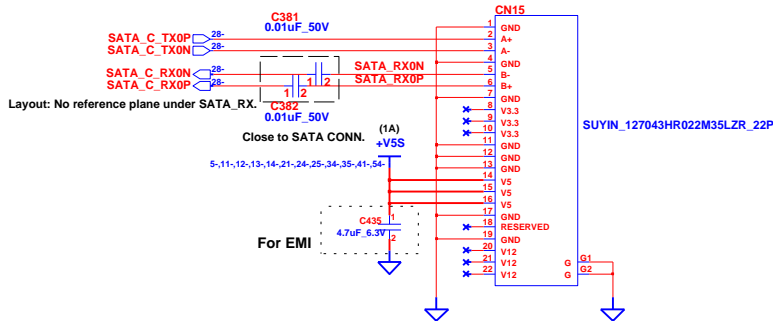 C381
0.01uF_50V
CN15
SATA_C_TX0P 28-
SATA_C_TX0N 28-
SATA_C_RX0N 28-
SATA_C_RX0P 28-
SATA_RX0N
SATA_RX0P
1 2
1 2
Layout: No reference plane under SATA_RX.
C382
0.01uF_50V
Close to SATA CONN.
(1A)
+V5S
5-,11-,12-,13-,14-,21-,24-,25-,34-,35-,41-,54-
1
C435
4.7uF_6.3V
2
For EMI
1 GND
2 A+
3 A-
4 GND
5 B-
6 B+
7 GND
8 V3.3
9 V3.3
10 V3.3
11 GND
12 GND
13 GND
14 V5
15 V5
16 V5
17 GND
18 RESERVED
19 GND
20 V12
21 V12
22 V12
G G1
G G2
SUYIN_127043HR022M35LZR_22P